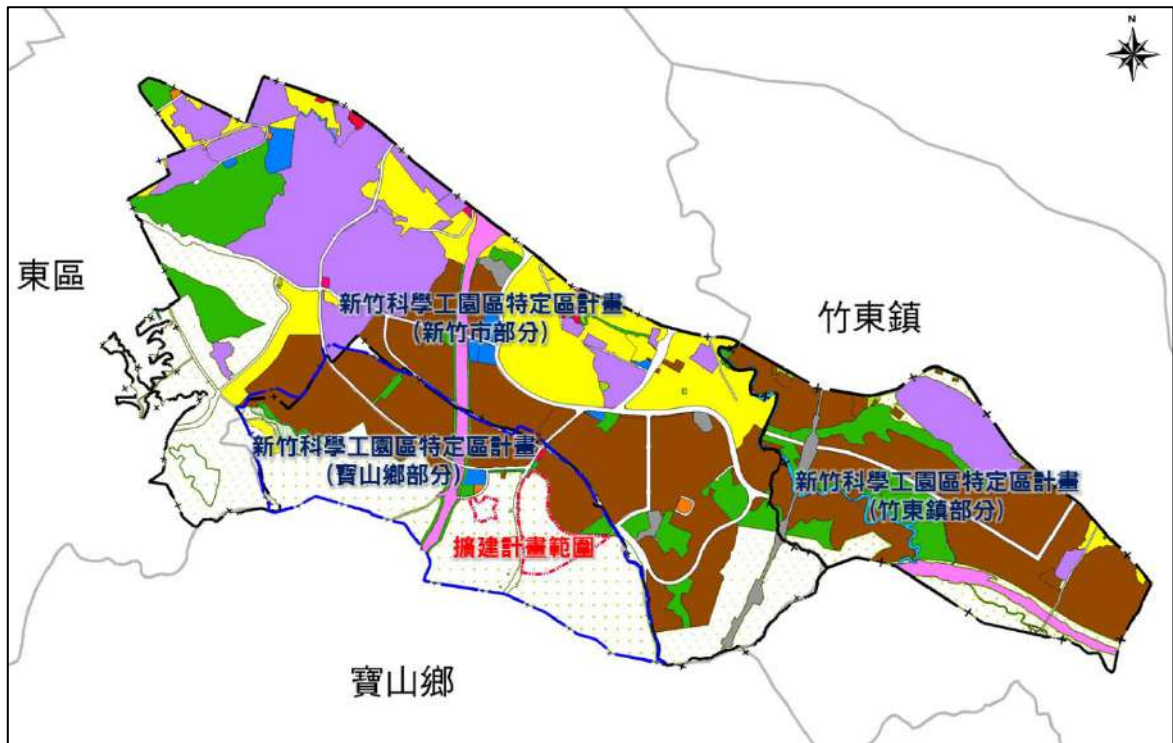 N
東區
新竹科學工園區特定區計畫
(新竹市部分)
竹東鎮
新竹科學工園區特定區計畫
(寶山鄉部分)
新竹科學工園區特定區計畫
(竹東鎮部分)
擴建計畫範圍
寶山鄉